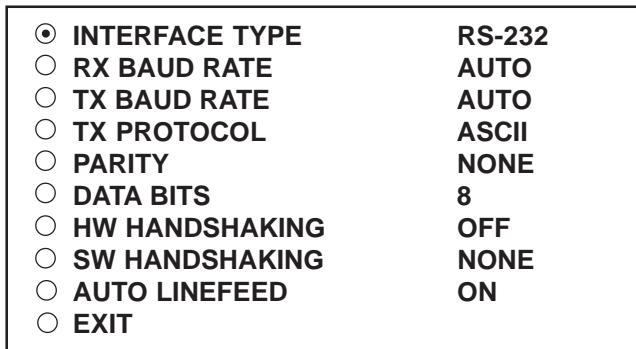 INTERFACE TYPE RS-232
RX BAUD RATE AUTO
TX BAUD RATE AUTO
TX PROTOCOL ASCII
PARITY NONE
DATA BITS 8
HW HANDSHAKING OFF
SW HANDSHAKING NONE
AUTO LINEFEED ON
EXIT